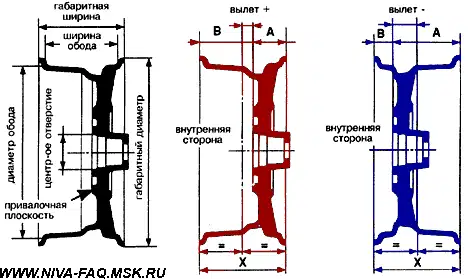 габаритная
ширина
ширина
обода
диаметр обода
центр-ое отверстие
габаритный диаметр
привалочная
плоскость
вылет +
B
A
внутренняя
сторона
=
=
X
вылет -
B
A
внутренняя
сторона
=
=
X
WWW.NIVA-FAQ.MSK.RU